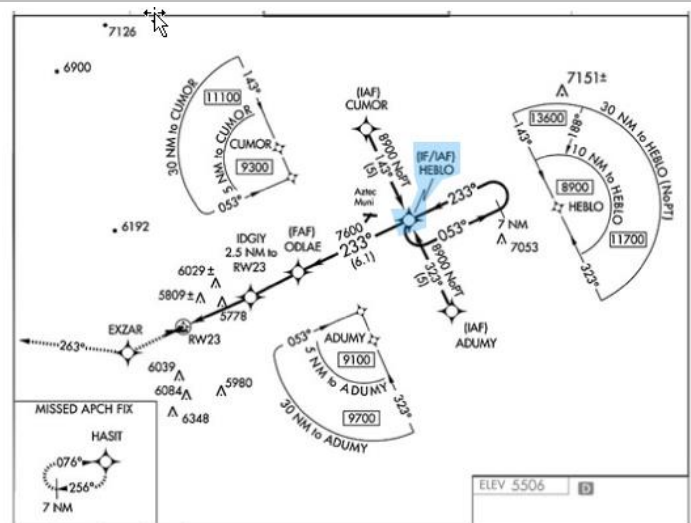 7126
6900
6192
30 NM to CUMOR
11100
143°
5 NM to CUMOR
CUMOR
9300
053°
(IAF)
CUMOR
8900 NoPT
143°
(5)
(IF/IAF)
HEBLO
Aztec
Muni
233°
053°
7 NM
7053
7151±
30 NM to HEBLO (NoPT)
13600
188°
143°
10 NM to HEBLO
8900
HEBLO
11700
323°
7600
233°
(6.1)
(FAF)
ODLAE
IDGIY
2.5 NM to
RW23
6029±
5809±
5778
RW23
EXZAR
263°
8900 NoPT
323°
(5)
(IAF)
ADUMY
053°
ADUMY
9100
5 NM to ADUMY
323°
9700
30 NM to ADUMY
6039
6084
5980
6348
MISSED APCH FIX
HASIT
076°
256°
7 NM
ELEV 5506
D